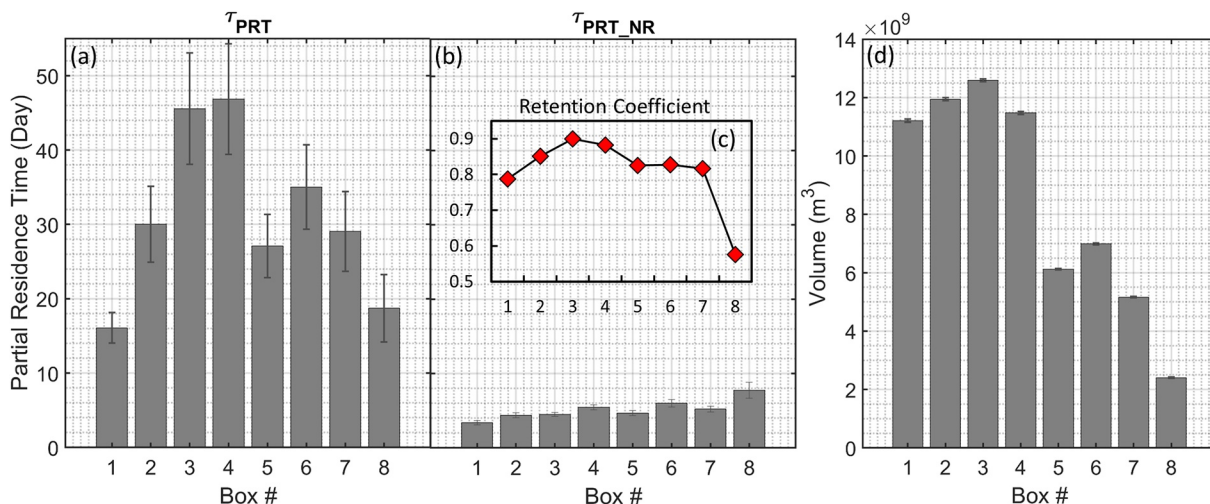 τPRT
(a)
Partial Residence Time (Day)
50
40
30
20
10
0
1 2 3 4 5 6 7 8
Box #
τPRT_NR
(b)
Retention Coefficient
(c)
0.9
0.8
0.7
0.6
0.5
1 2 3 4 5 6 7 8
1 2 3 4 5 6 7 8
Box #
×10⁹
(d)
Volume (m³)
14
12
10
8
6
4
2
0
1 2 3 4 5 6 7 8
Box #